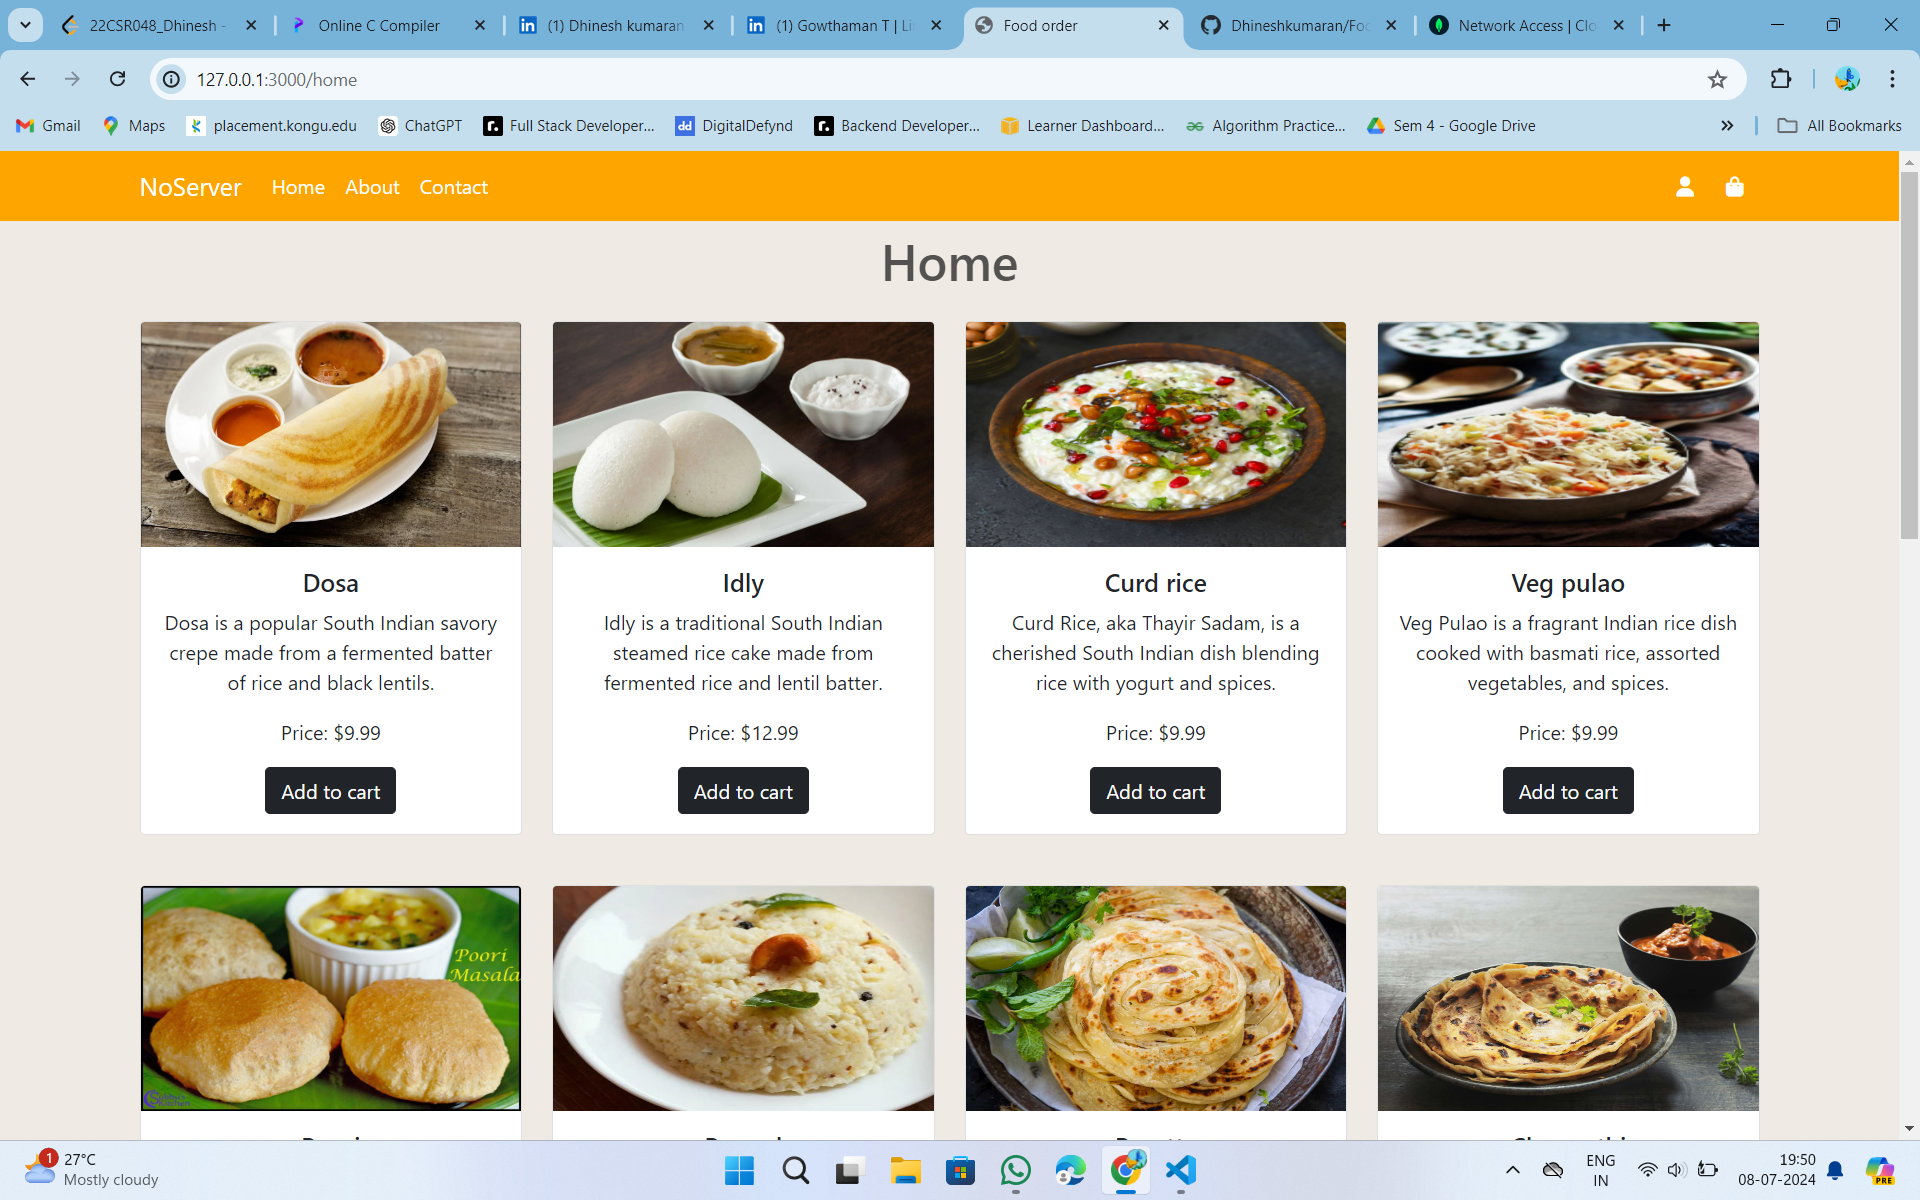 22CSR048_Dhinesh -
Online C Compiler
(1) Dhinesh kumaran
(1) Gowthaman T | Li
Food order
Dhineshkumaran/Foo
Network Access | Clo
127.0.0.1:3000/home
Gmail
Maps
placement.kongu.edu
ChatGPT
Full Stack Developer...
DigitalDefynd
Backend Developer...
Learner Dashboard...
Algorithm Practice...
Sem 4 - Google Drive
All Bookmarks
NoServer
Home
About
Contact
Home
Dosa
Dosa is a popular South Indian savory
crepe made from a fermented batter
of rice and black lentils.
Price: $9.99
Add to cart
Idly
Idly is a traditional South Indian
steamed rice cake made from
fermented rice and lentil batter.
Price: $12.99
Add to cart
Curd rice
Curd Rice, aka Thayir Sadam, is a
cherished South Indian dish blending
rice with yogurt and spices.
Price: $9.99
Add to cart
Veg pulao
Veg Pulao is a fragrant Indian rice dish
cooked with basmati rice, assorted
vegetables, and spices.
Price: $9.99
Add to cart
Poori
Masala
1
27°C
Mostly cloudy
ENG
IN
19:50
08-07-2024
PRE